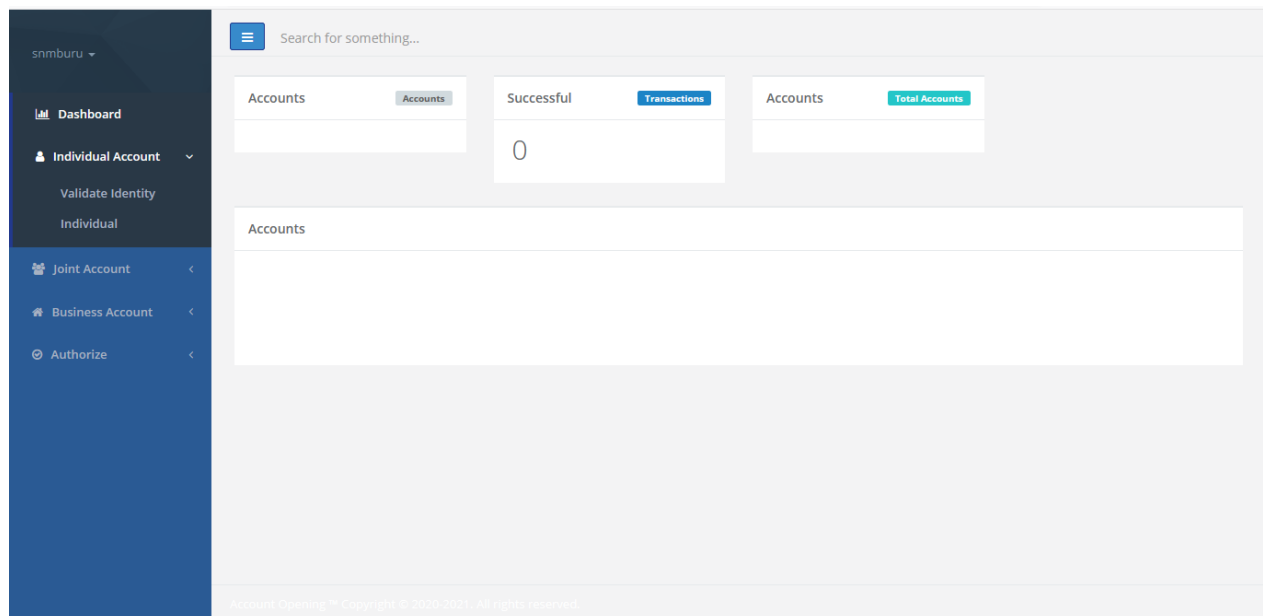 snmburu
Dashboard
Individual Account
Validate Identity
Individual
Joint Account
Business Account
Authorize
Search for something...
Accounts Accounts
Successful Transactions
0
Accounts Total Accounts
Accounts
Account Opening ™ Copyright © 2020-2021. All rights reserved.